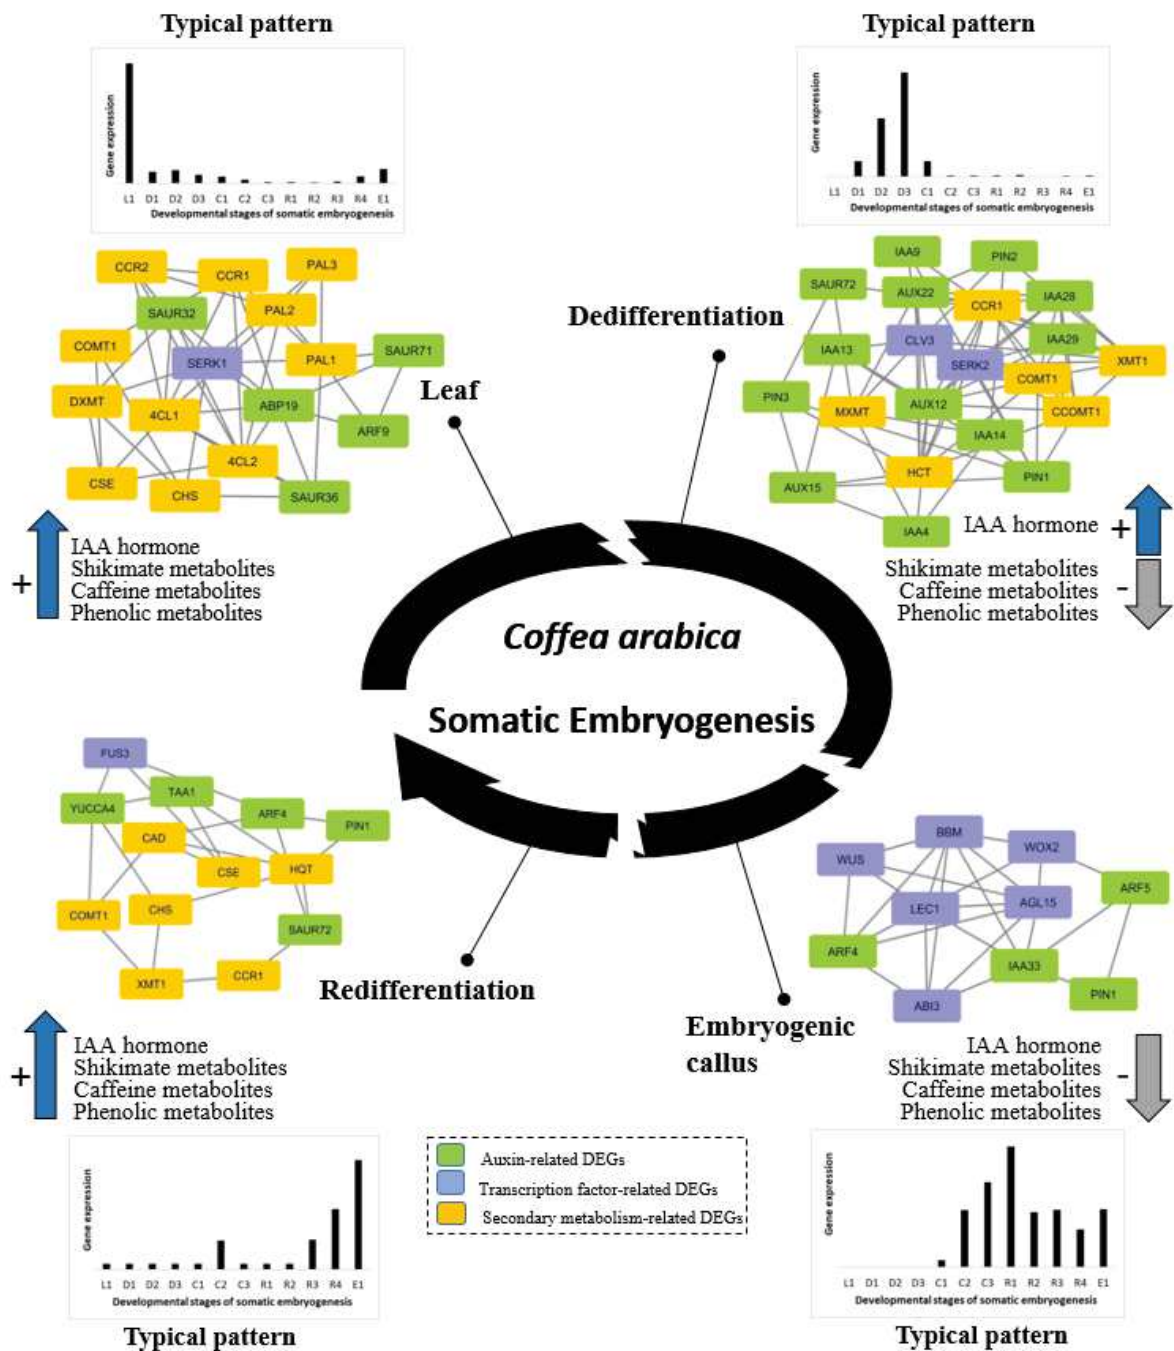 Typical pattern
Gene expression
L1 D1 D2 D3 C1 C2 C3 R1 R2 R3 R4 E1
Developmental stages of somatic embryogenesis
CCR2
CCR1
PAL3
SAUR32
PAL2
COMT1
SERK1
PAL1
SAUR71
DXMT
4CL1
ABP19
ARF9
4CL2
CSE
CHS
SAUR36
Leaf
+
IAA hormone
Shikimate metabolites
Caffeine metabolites
Phenolic metabolites
Typical pattern
Gene expression
L1 D1 D2 D3 C1 C2 C3 R1 R2 R3 R4 E1
Developmental stages of somatic embryogenesis
Dedifferentiation
IAA9
PIN2
SAUR72
AUX22
CCR1
IAA28
IAA13
CLV3
IAA29
SERK2
XMT1
COMT1
PIN3
MXMT
AUX12
CCOMT1
IAA14
HCT
PIN1
AUX15
IAA4
IAA hormone +
Shikimate metabolites
Caffeine metabolites -
Phenolic metabolites
Coffea arabica
Somatic Embryogenesis
FUS3
TAA1
YUCCA4
ARF4
PIN1
CAD
CSE
HQT
COMT1
CHS
SAUR72
XMT1
CCR1
Redifferentiation
+
IAA hormone
Shikimate metabolites
Caffeine metabolites
Phenolic metabolites
Gene expression
L1 D1 D2 D3 C1 C2 C3 R1 R2 R3 R4 E1
Developmental stages of somatic embryogenesis
Typical pattern
BBM
WUS
WOX2
ARF5
LEC1
AGL15
ARF4
IAA33
ABI3
PIN1
Embryogenic
callus
IAA hormone
Shikimate metabolites -
Caffeine metabolites
Phenolic metabolites
Gene expression
L1 D1 D2 D3 C1 C2 C3 R1 R2 R3 R4 E1
Developmental stages of somatic embryogenesis
Typical pattern
Auxin-related DEGs
Transcription factor-related DEGs
Secondary metabolism-related DEGs